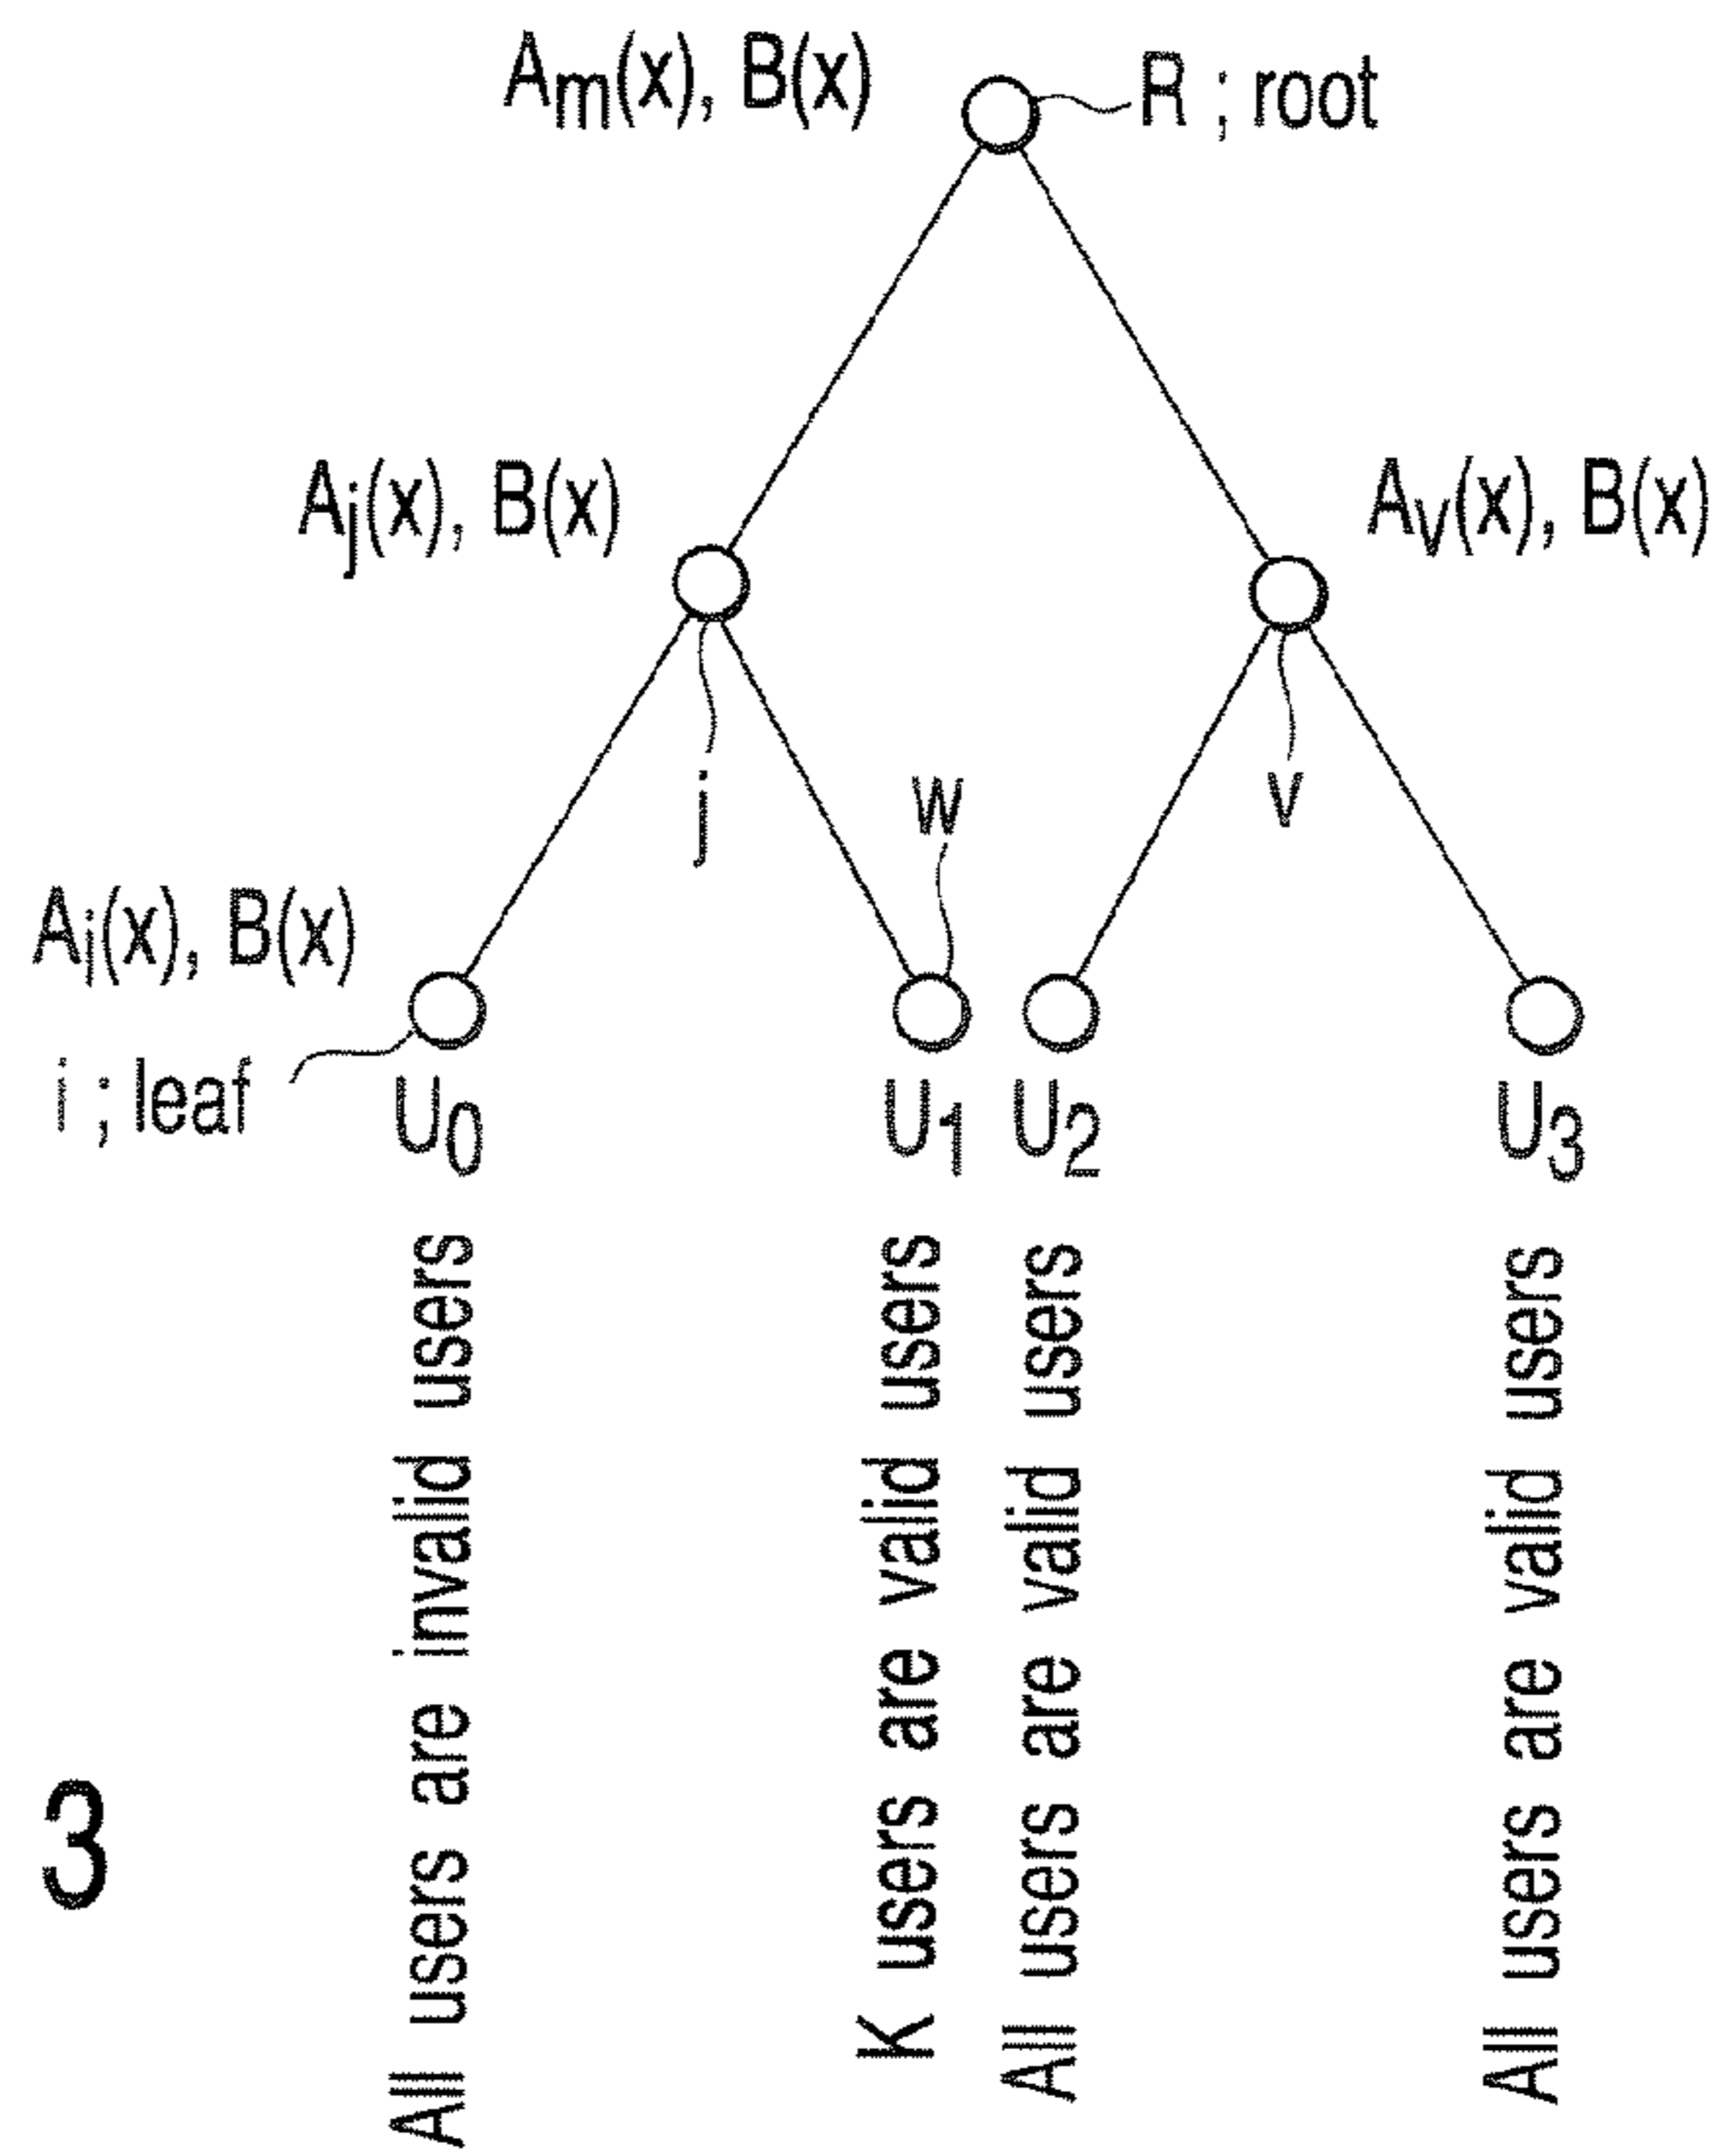 Am(x), B(x)
R ; root
Aj(x), B(x)
Av(x), B(x)
j
w
v
Ai(x), B(x)
i ; leaf
U0
U1
U2
U3
All users are invalid users
K users are valid users
All users are valid users
All users are valid users
3